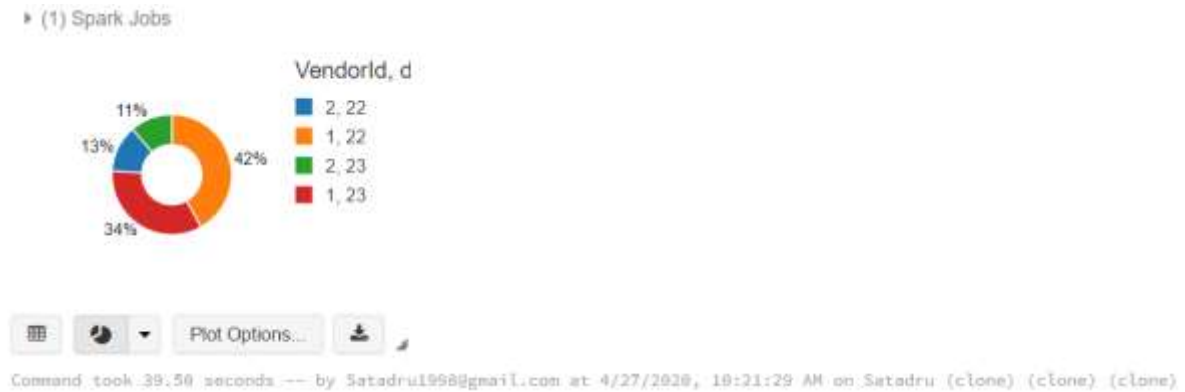 (1) Spark Jobs
VendorId, d
2, 22
1, 22
2, 23
1, 23
11%
13%
42%
34%
Plot Options...
Command took 39.50 seconds -- by Satadru1998@gmail.com at 4/27/2020, 10:21:29 AM on Satadru (clone) (clone) (clone)